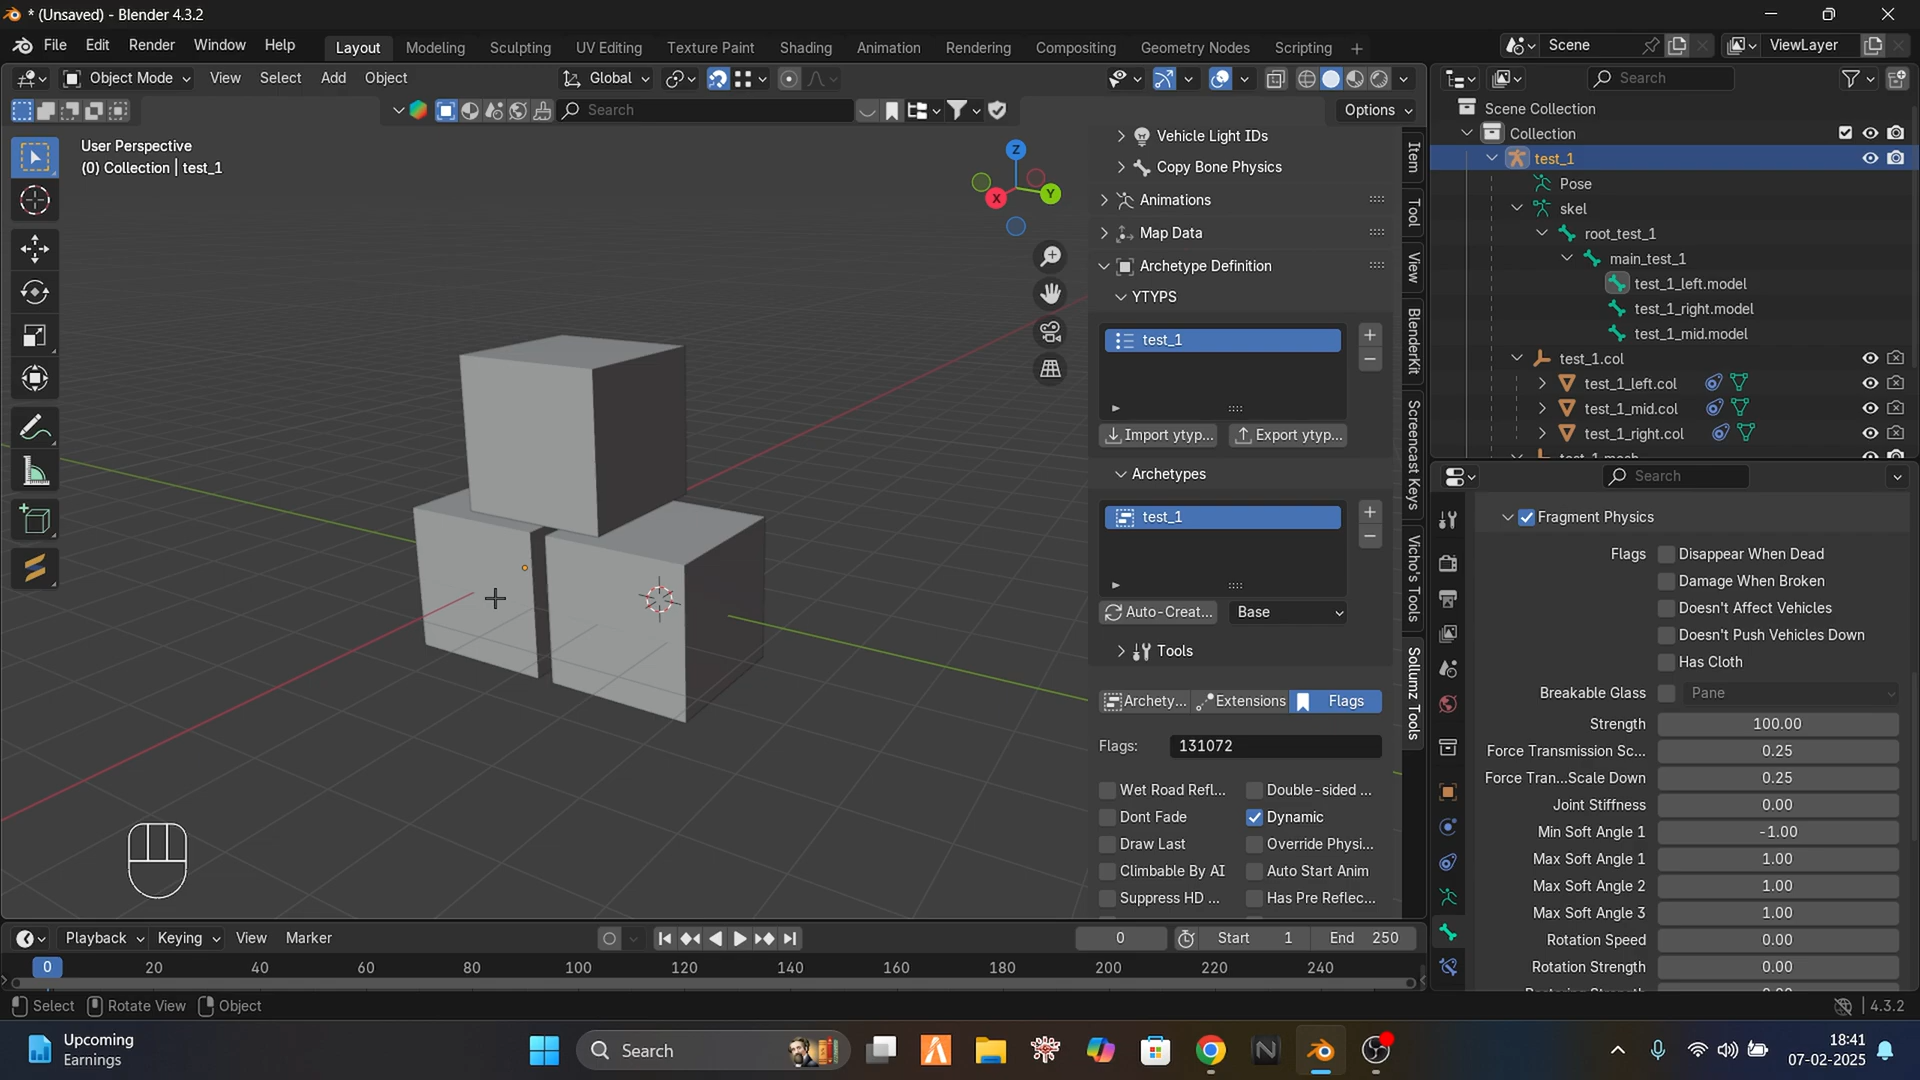 * (Unsaved) - Blender 4.3.2
File Edit Render Window Help Layout Modeling Sculpting UV Editing Texture Paint Shading Animation Rendering Compositing Geometry Nodes Scripting + Scene ViewLayer
Object Mode View Select Add Object Global Search
Search Options
User Perspective
(0) Collection | test_1
Z
Y
X
Vehicle Light IDs
Copy Bone Physics
Animations
Map Data
Archetype Definition
YTYPS
test_1
Import ytyp...
Export ytyp...
Archetypes
test_1
Auto-Creat...
Base
Tools
Archety...
Extensions
Flags
Flags: 131072
Wet Road Refl...
Double-sided ...
Dont Fade
Dynamic
Draw Last
Override Physi...
Climbable By AI
Auto Start Anim
Suppress HD ...
Has Pre Reflec...
Item
Tool
View
BlenderKit
Screencast Keys
Vicho's Tools
Sollumz Tools
Scene Collection
Collection
test_1
Pose
skel
root_test_1
main_test_1
test_1_left.model
test_1_right.model
test_1_mid.model
test_1.col
test_1_left.col
test_1_mid.col
test_1_right.col
Search
Fragment Physics
Flags Disappear When Dead
Damage When Broken
Doesn't Affect Vehicles
Doesn't Push Vehicles Down
Has Cloth
Breakable Glass Pane
Strength 100.00
Force Transmission Sc... 0.25
Force Tran...Scale Down 0.25
Joint Stiffness 0.00
Min Soft Angle 1 -1.00
Max Soft Angle 1 1.00
Max Soft Angle 2 1.00
Max Soft Angle 3 1.00
Rotation Speed 0.00
Rotation Strength 0.00
Playback Keying View Marker 0 Start 1 End 250
0 20 40 60 80 100 120 140 160 180 200 220 240
Select Rotate View Object 4.3.2
Upcoming
Earnings
Search
18:41
07-02-2025